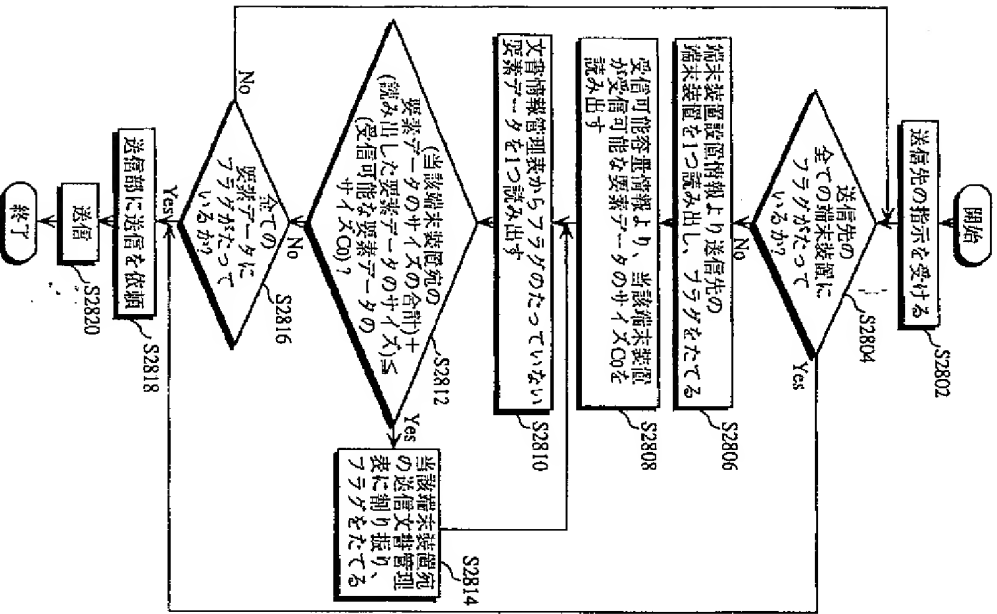 開始
送信先の指示を受ける
S2802
送信先の
全ての端末装置に
フラグがたって
いるか？
S2804
Yes
No
端末装置設置情報より送信先の
端末装置を1つ読み出し、フラグをたてる
S2806
受信可能容量情報より、当該端末装置
が受信可能な要素データのサイズC0を
読み出す
S2808
文書情報管理表からフラグのたっていない
要素データを1つ読み出す
S2810
(当該端末装置宛の
要素データのサイズの合計)+
(読み出した要素データのサイズ)≦
(受信可能な要素データの
サイズC0)？
S2812
Yes
No
当該端末装置宛
の送信文書管理
表に割り振り、
フラグをたてる
S2814
全ての
要素データに
フラグがたって
いるか？
S2816
No
Yes
送信部に送信を依頼
S2818
送信
S2820
終了